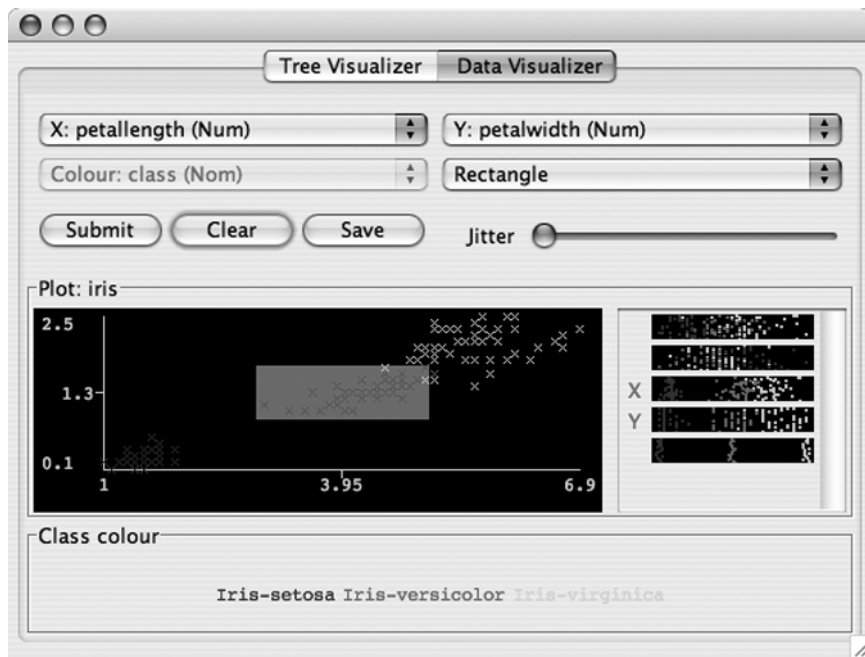 Tree Visualizer Data Visualizer
X: petallength (Num) Y: petalwidth (Num)
Colour: class (Nom) Rectangle
Submit Clear Save Jitter
Plot: iris
2.5
1.3
0.1
1 3.95 6.9
X
Y
Class colour
Iris-setosa Iris-versicolor Iris-virginica